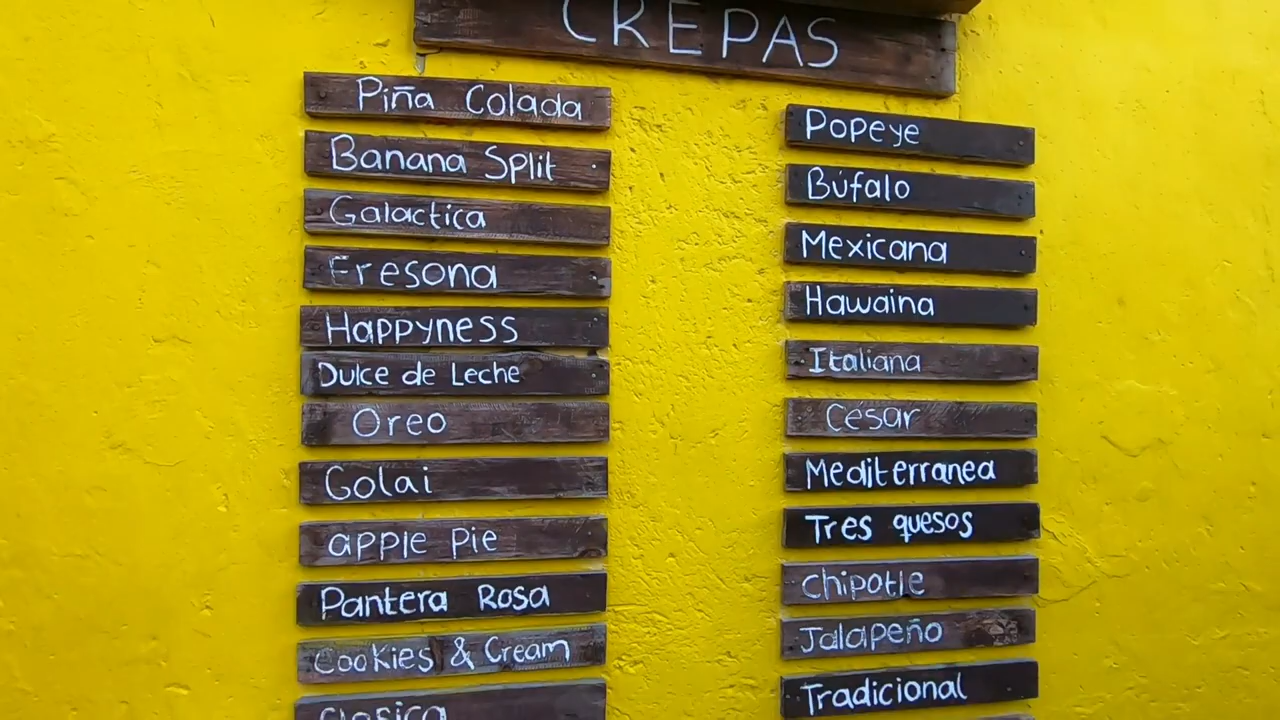 CREPAS
Piña Colada
Banana Split
Galactica
Fresona
Happyness
Dulce de Leche
Oreo
Golai
apple pie
Pantera Rosa
Cookies & Cream
Clasica
Popeye
Búfalo
Mexicana
Hawaina
Italiana
César
Mediterranea
Tres quesos
Chipotle
Jalapeño
Tradicional